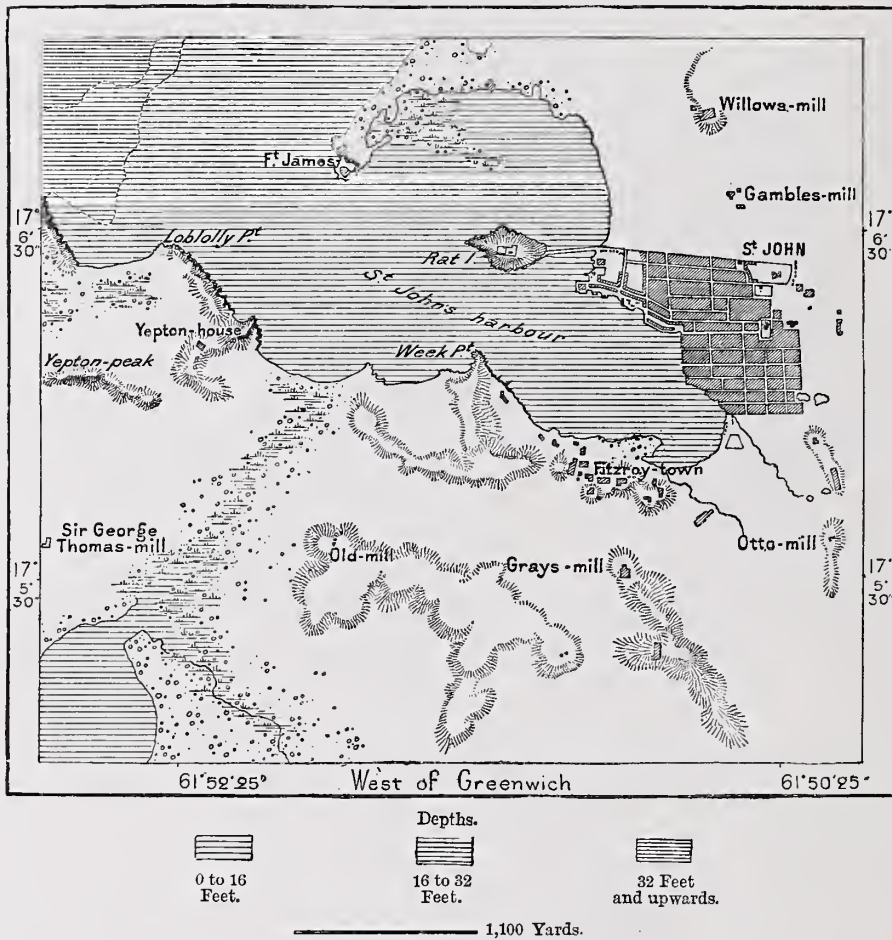 Willows-mill
Ft. James
Gambles-mill
17°
6'
30"
17°
6'
30"
Loblolly Pt.
Rat I.
St. JOHN
St. John's harbour
Yepton-house
Yepton-peak
Week Pt.
Fitzroy-town
Sir George
Thomas-mill
Old-mill
Grays-mill
Otto-mill
17°
5'
30"
17°
5'
30"
61°52'25"
West of Greenwich
61°50'25"
Depths.
0 to 16
Feet.
16 to 32
Feet.
32 Feet
and upwards.
1,100 Yards.